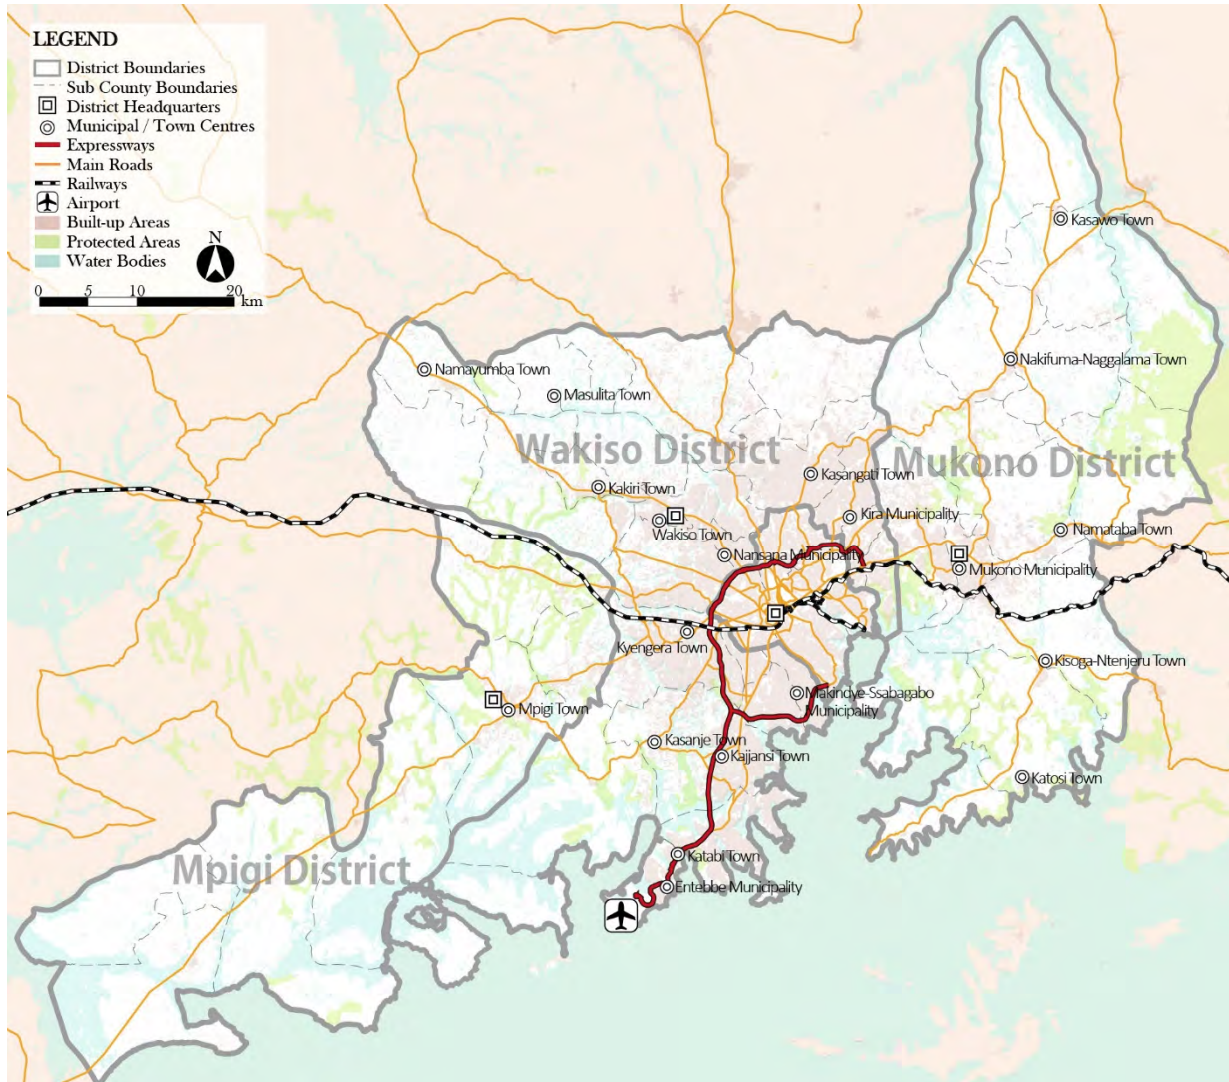 LEGEND
District Boundaries
Sub County Boundaries
District Headquarters
Municipal / Town Centres
Expressways
Main Roads
Railways
Airport
Built-up Areas
Protected Areas
Water Bodies
N
0 5 10 20
km
Kasawo Town
Nakifuma-Naggalama Town
Namayumba Town
Masulita Town
Wakiso District
Mukono District
Kasangati Town
Kakiri Town
Kira Municipality
Wakiso Town
Namataba Town
Nansana Municipality
Mukono Municipality
Kyengera Town
Kisoga-Ntenjeru Town
Makindye-Ssabagabo
Municipality
Mpigi Town
Kasanje Town
Kajjansi Town
Katosi Town
Mpigi District
Katabi Town
Entebbe Municipality